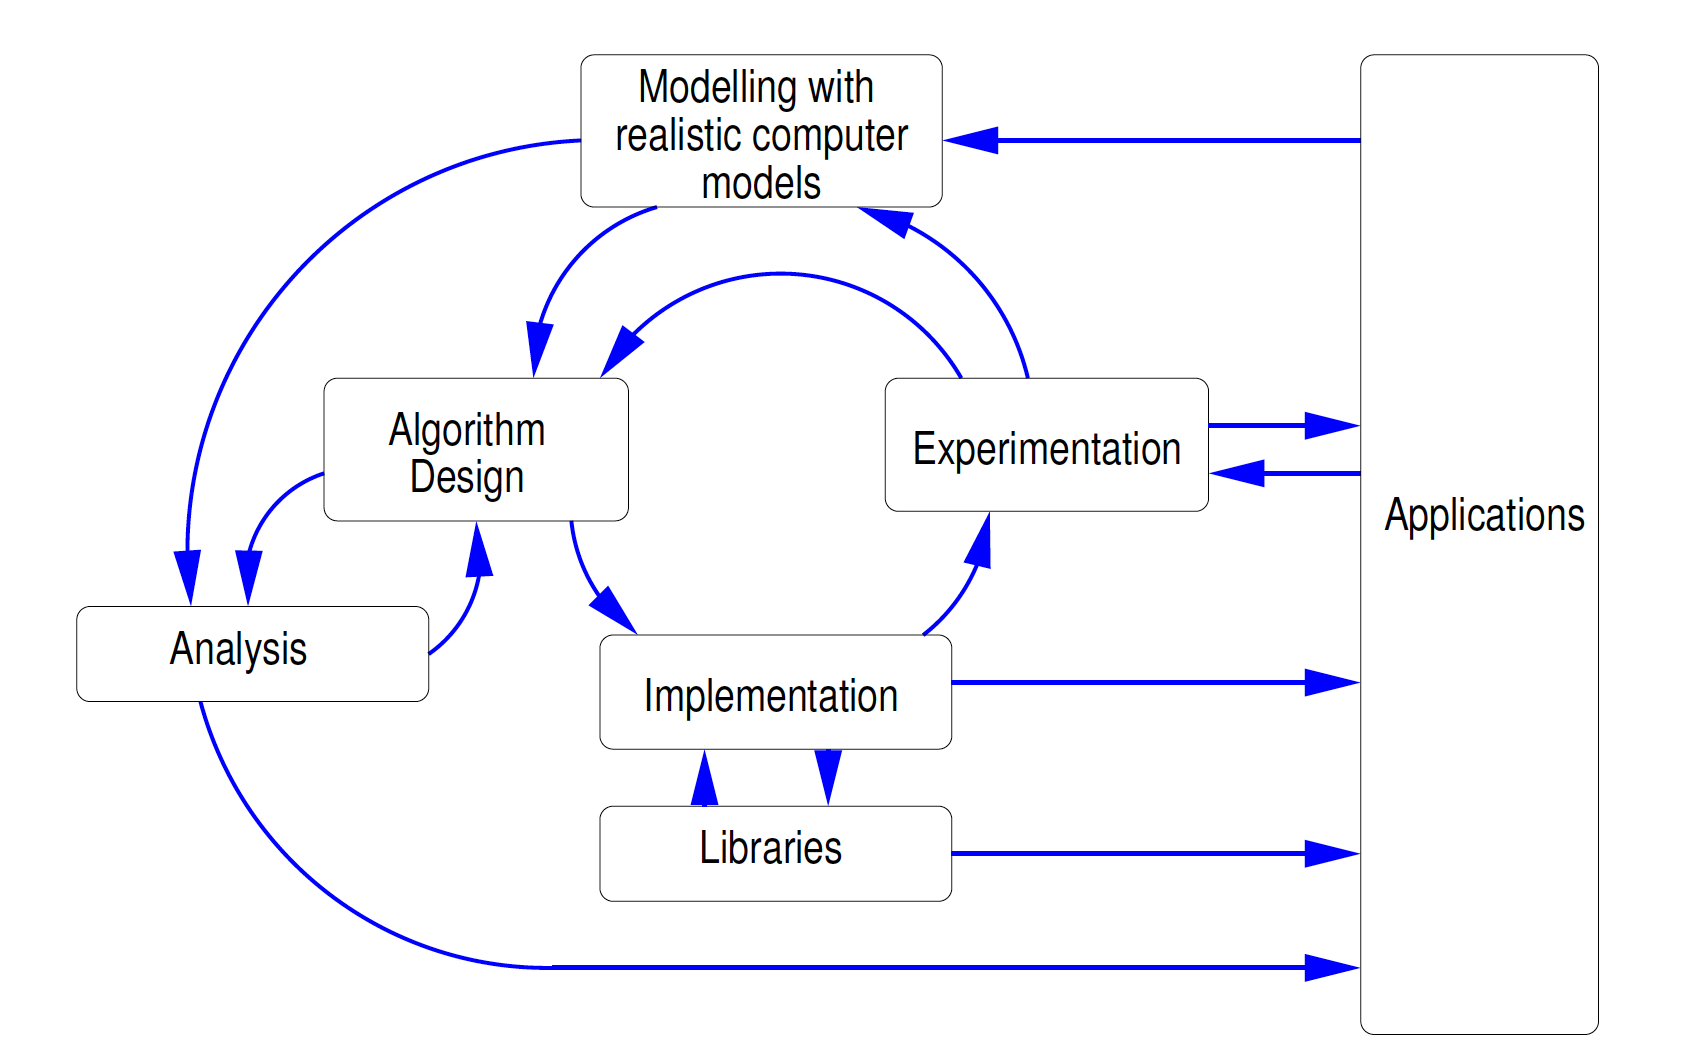 Modelling with
realistic computer
models
Algorithm
Design
Experimentation
Applications
Analysis
Implementation
Libraries